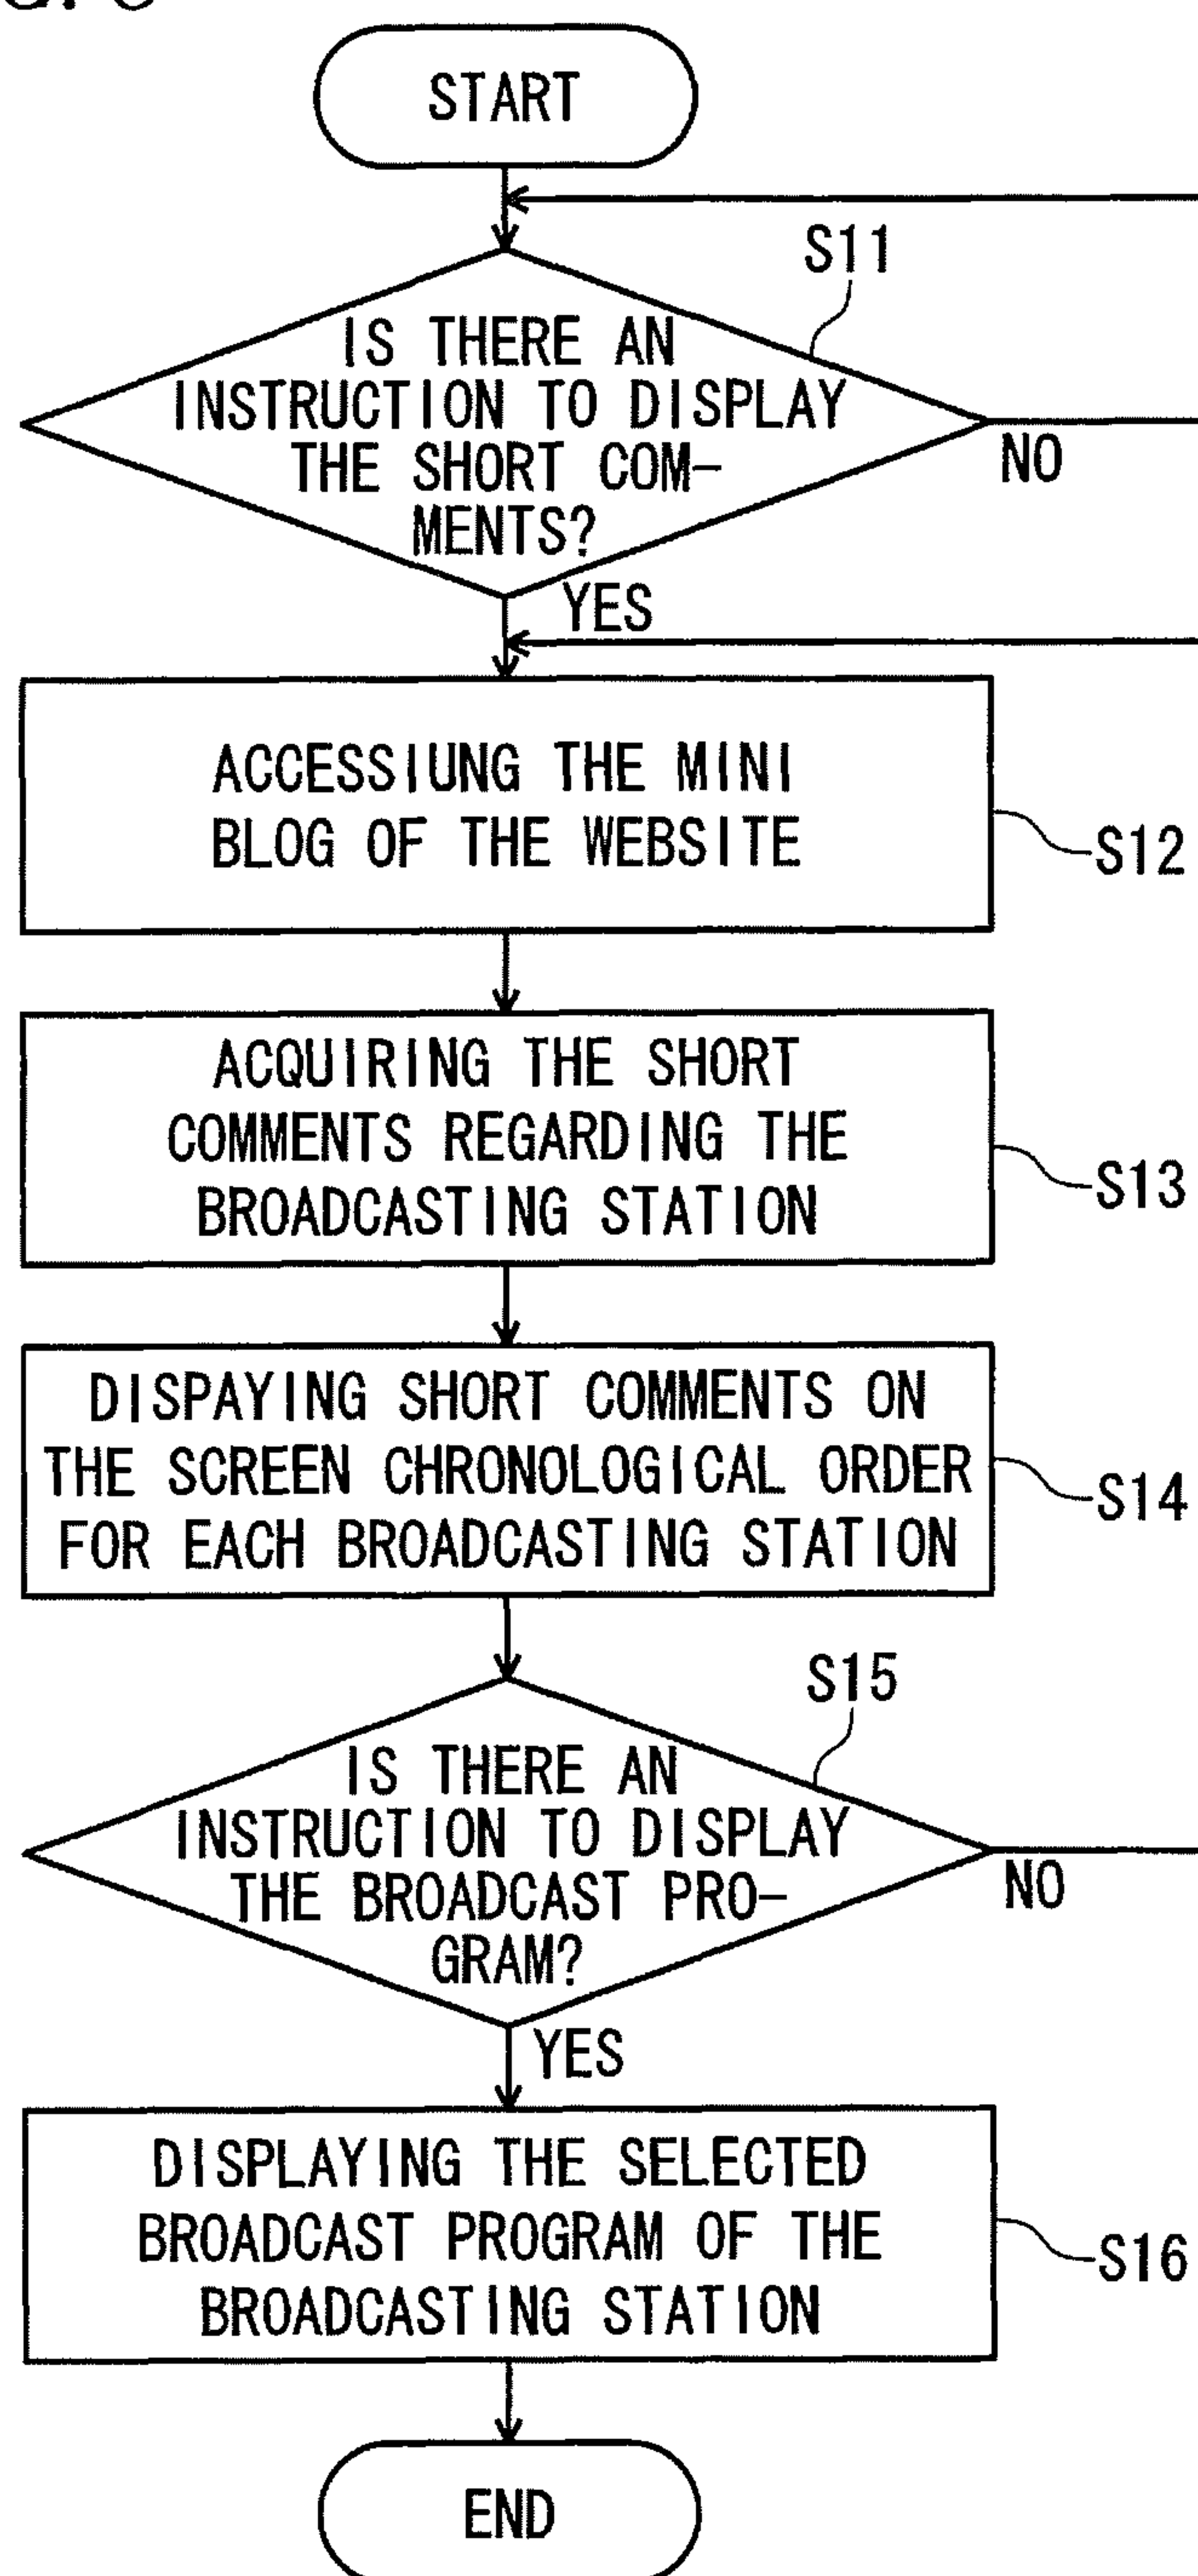 START
S11
IS THERE AN
INSTRUCTION TO DISPLAY
THE SHORT COM-
MENTS?
NO
YES
ACCESSIUNG THE MINI
BLOG OF THE WEBSITE
S12
ACQUIRING THE SHORT
COMMENTS REGARDING THE
BROADCASTING STATION
S13
DISPAYING SHORT COMMENTS ON
THE SCREEN CHRONOLOGICAL ORDER
FOR EACH BROADCASTING STATION
S14
S15
IS THERE AN
INSTRUCTION TO DISPLAY
THE BROADCAST PRO-
GRAM?
NO
YES
DISPLAYING THE SELECTED
BROADCAST PROGRAM OF THE
BROADCASTING STATION
S16
END